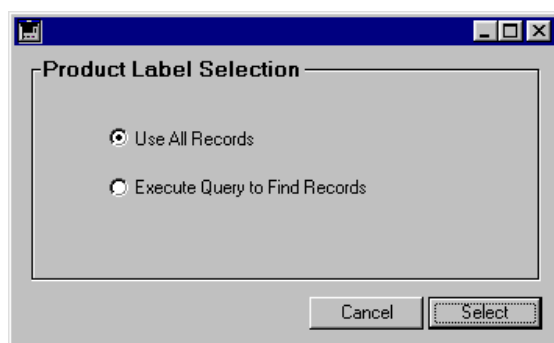 Product Label Selection
Use All Records
Execute Query to Find Records
Cancel Select